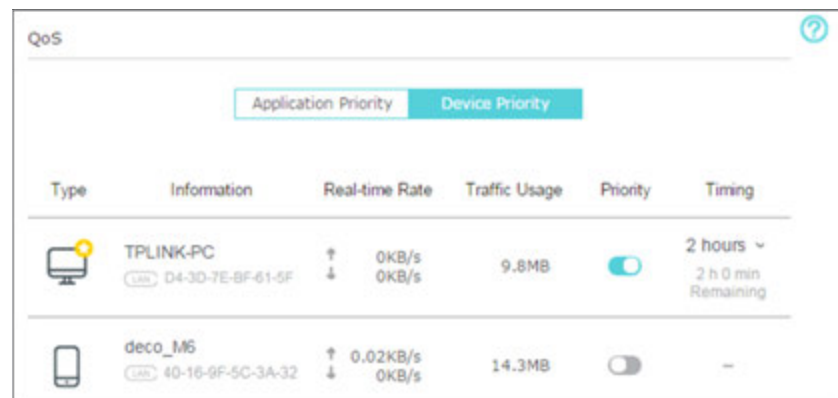 QoS
?
Application Priority Device Priority
Type Information Real-time Rate Traffic Usage Priority Timing
TPLINK-PC ↑ 0KB/s 9.8MB 2 hours
LAN D4-3D-7E-BF-61-5F ↓ 0KB/s 2 h 0 min
Remaining
deco_M6 ↑ 0.02KB/s 14.3MB –
LAN 40-16-9F-5C-3A-32 ↓ 0KB/s